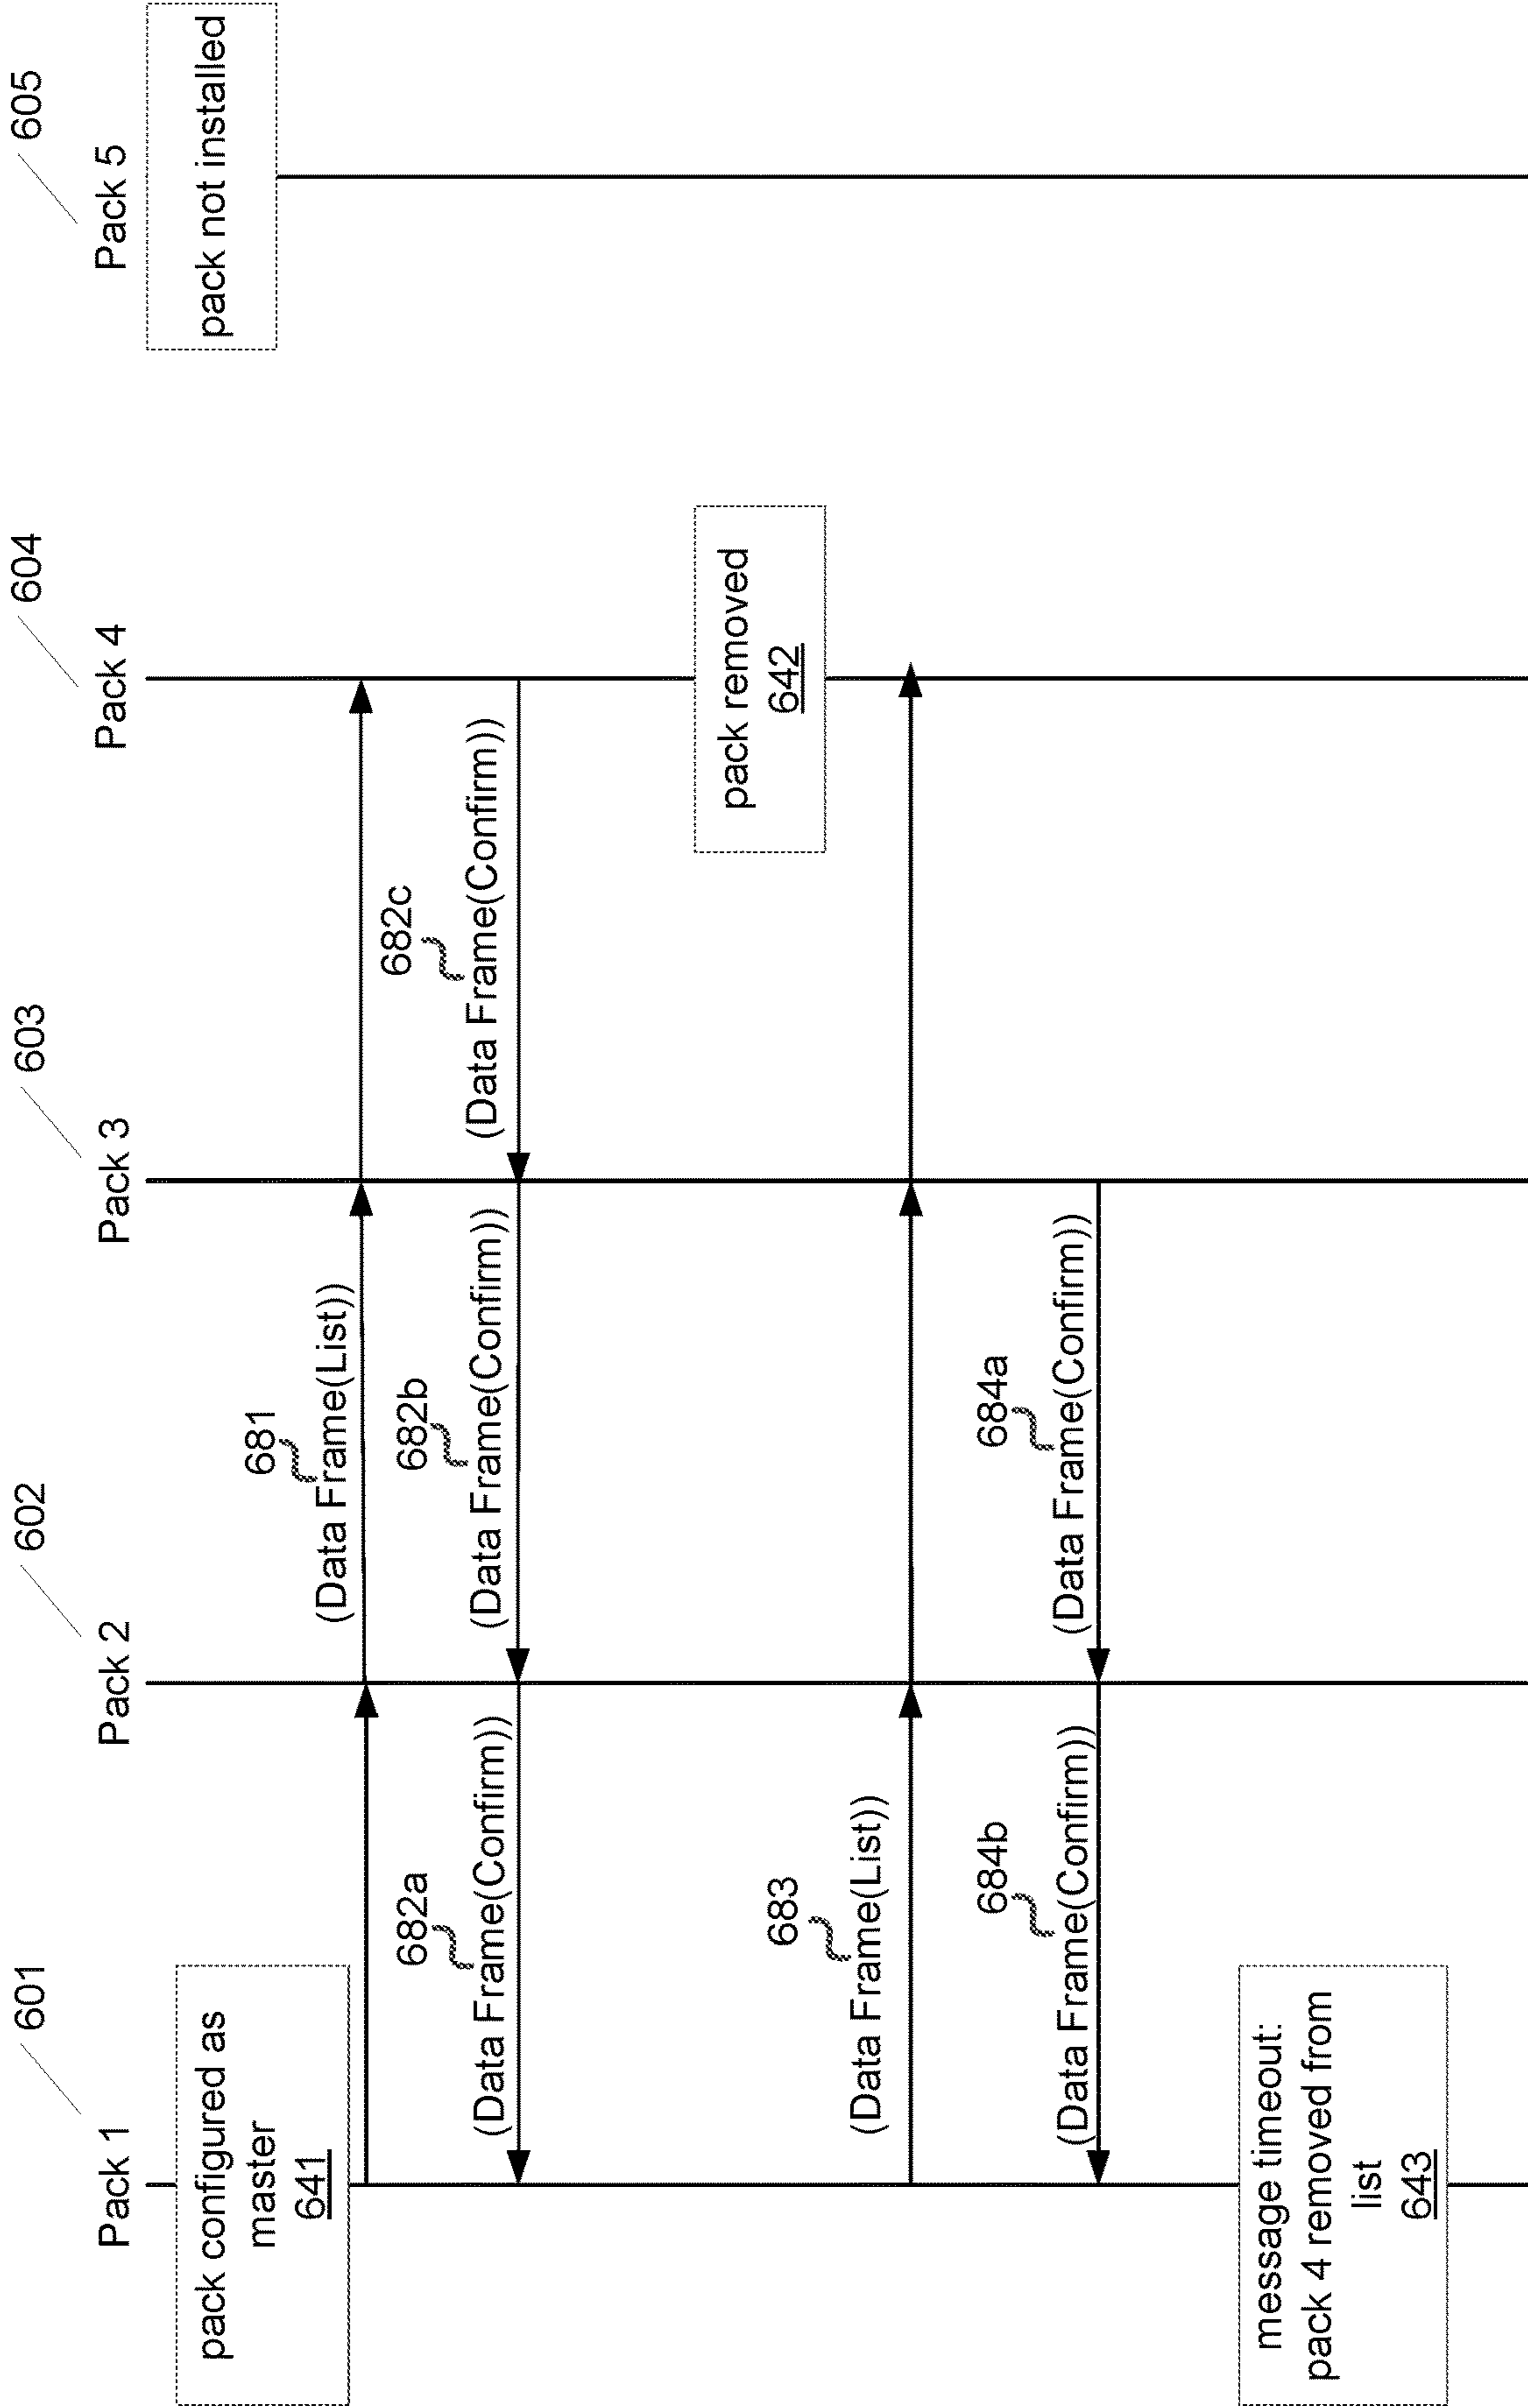 601
602
603
604
605
Pack 1
Pack 2
Pack 3
Pack 4
Pack 5
pack configured as
master
641
pack not installed
681
(Data Frame(List))
682a
(Data Frame(Confirm))
682b
(Data Frame(Confirm))
682c
(Data Frame(Confirm))
pack removed
642
683
(Data Frame(List))
684a
(Data Frame(Confirm))
684b
(Data Frame(Confirm)
message timeout:
pack 4 removed from
list
643